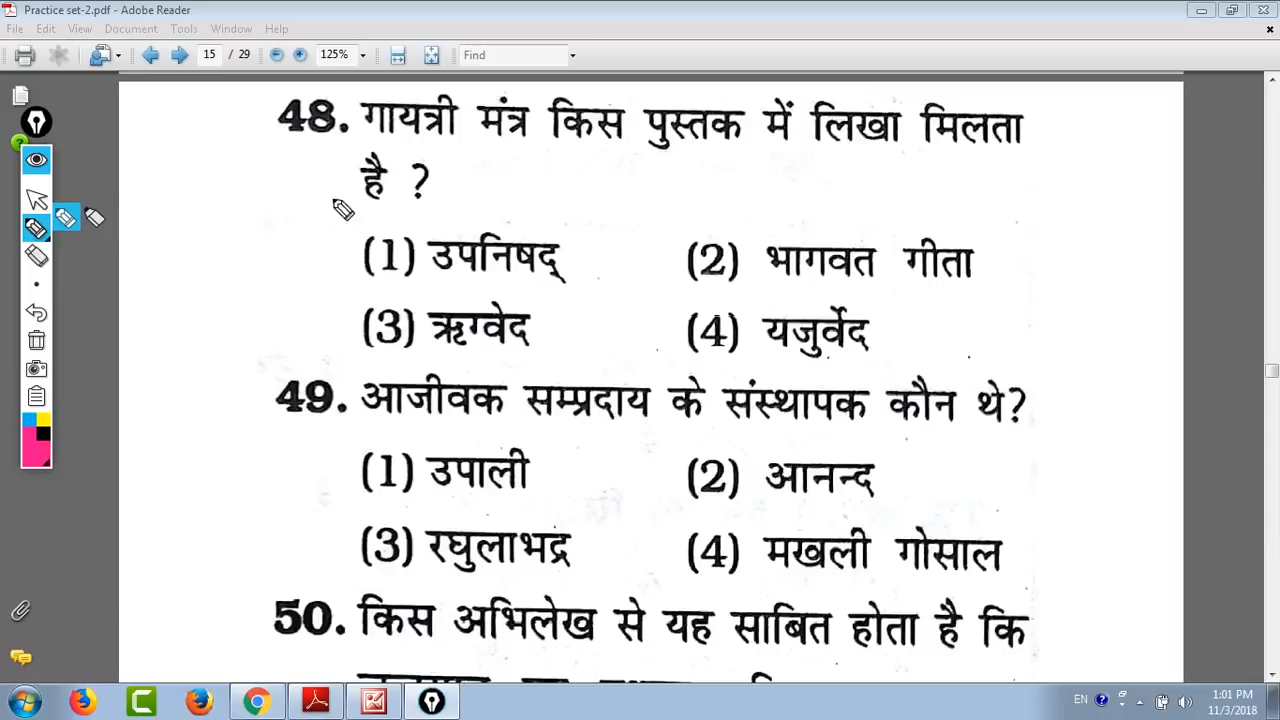 Practice set-2.pdf - Adobe Reader
File Edit View Document Tools Window Help
15 / 29 125% Find
48. गायत्री मंत्र किस पुस्तक में लिखा मिलता
है ?
(1) उपनिषद् (2) भागवत गीता
(3) ऋग्वेद (4) यजुर्वेद
49. आजीवक सम्प्रदाय के संस्थापक कौन थे?
(1) उपाली (2) आनन्द
(3) रघुलाभद्र (4) मखली गोसाल
50. किस अभिलेख से यह साबित होता है कि
EN 1:01 PM
11/3/2018